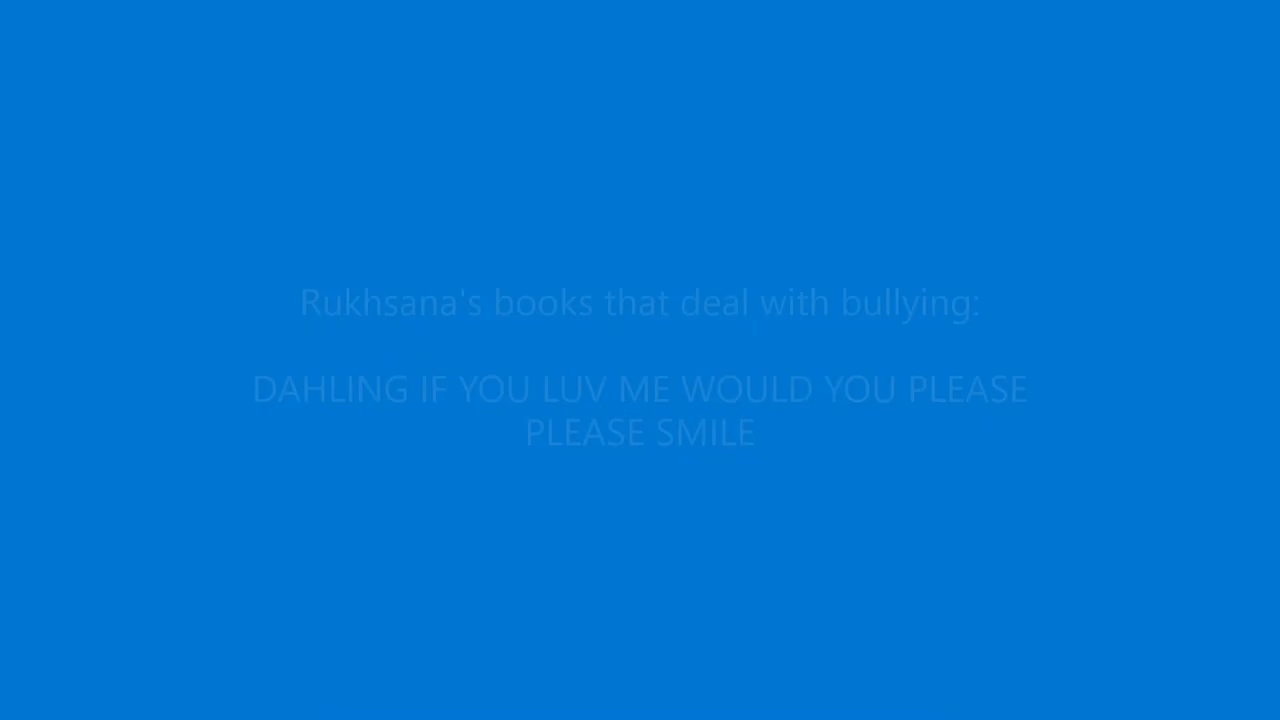 Rukhsana's books that deal with bullying:
DAHLING IF YOU LUV ME WOULD YOU PLEASE
PLEASE SMILE